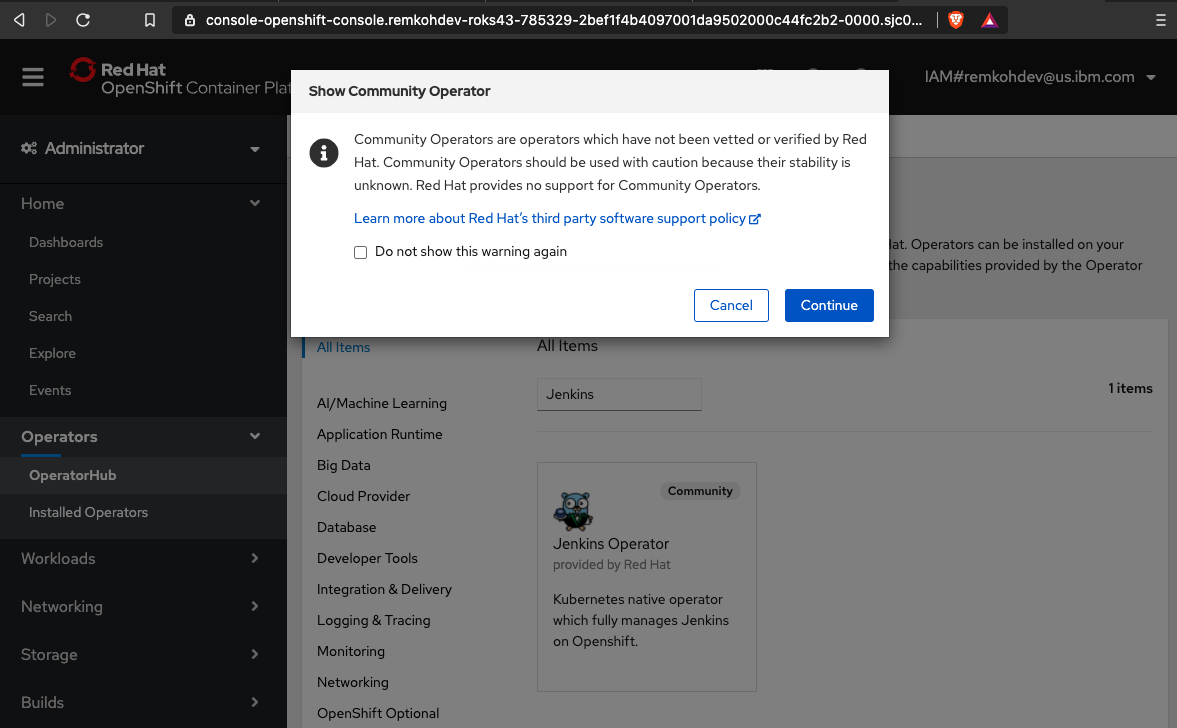 console-openshift-console.remkohdev-roks43-785329-2bef1f4b4097001da9502000c44fc2b2-0000.sjc0...
Red Hat
OpenShift Container Plat
IAM#remkohdev@us.ibm.com
Administrator
Home
Dashboards
Projects
Search
Explore
Events
Operators
OperatorHub
Installed Operators
Workloads
Networking
Storage
Builds
Show Community Operator
Community Operators are operators which have not been vetted or verified by Red
Hat. Community Operators should be used with caution because their stability is
unknown. Red Hat provides no support for Community Operators.
Learn more about Red Hat's third party software support policy
Do not show this warning again
Cancel
Continue
Operators can be installed on your
the capabilities provided by the Operator
All Items
AI/Machine Learning
Application Runtime
Big Data
Cloud Provider
Database
Developer Tools
Integration & Delivery
Logging & Tracing
Monitoring
Networking
OpenShift Optional
All Items
Jenkins
1 items
Community
Jenkins Operator
provided by Red Hat
Kubernetes native operator
which fully manages Jenkins
on Openshift.